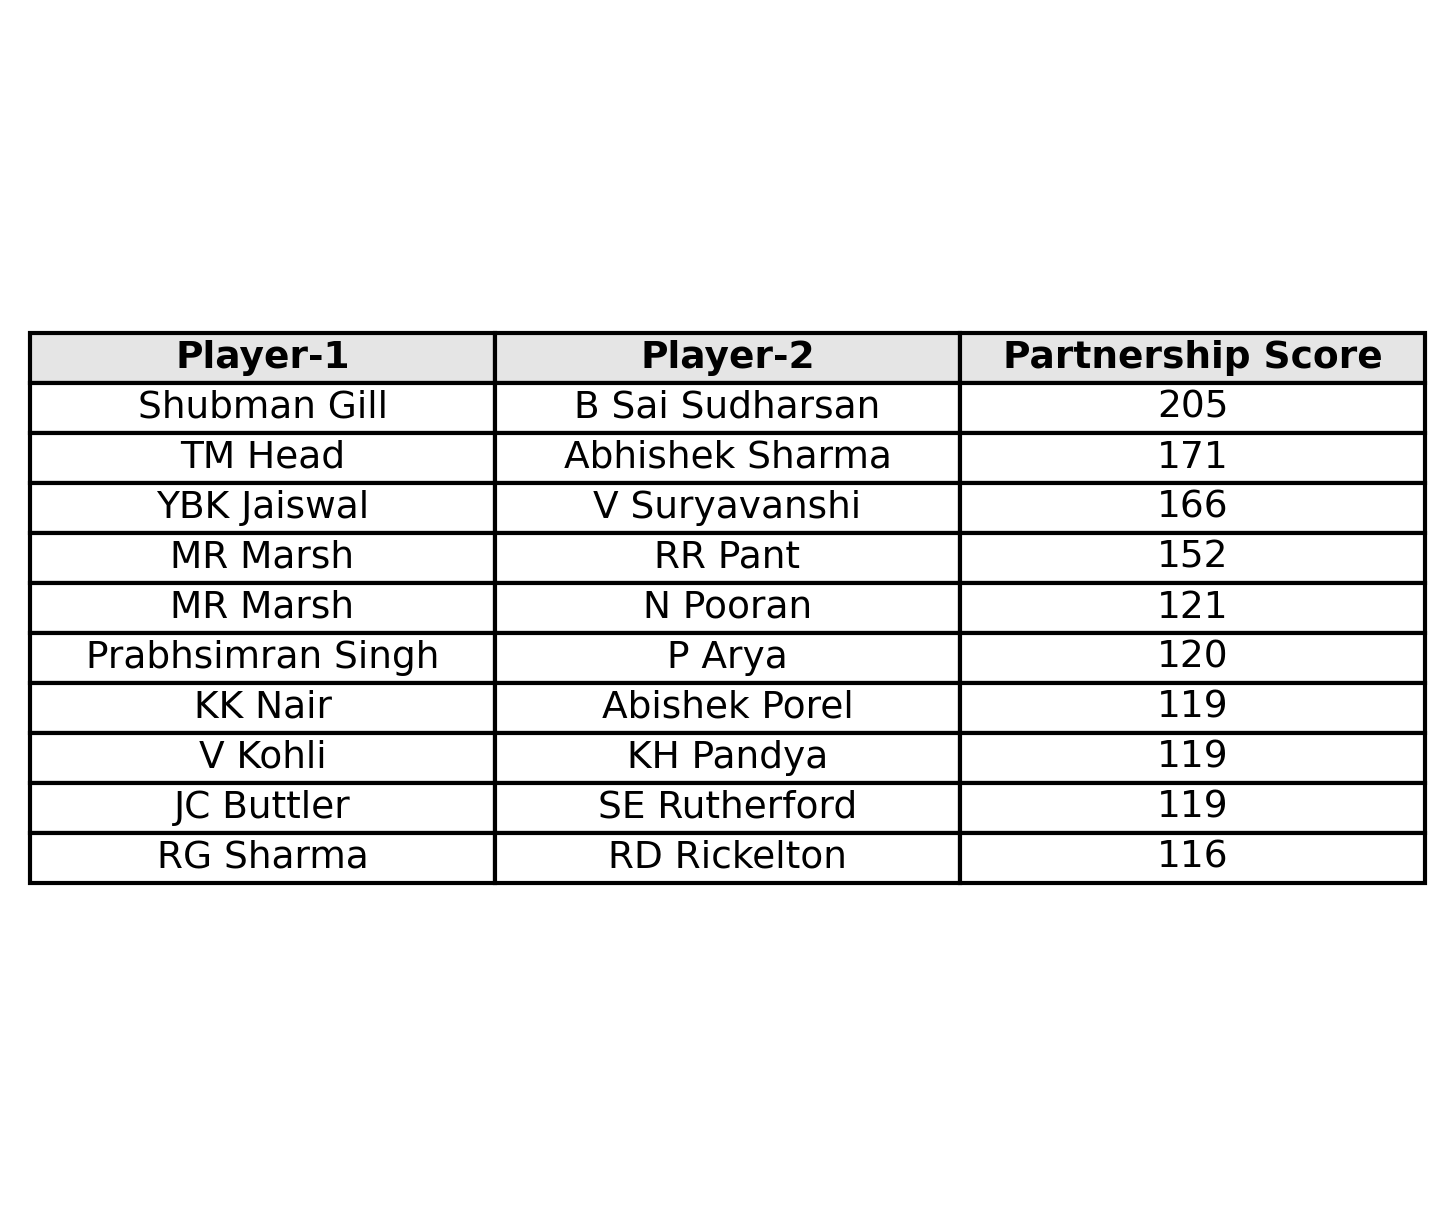 Player-1 Player-2 Partnership Score
Shubman Gill B Sai Sudharsan 205
TM Head Abhishek Sharma 171
YBK Jaiswal V Suryavanshi 166
MR Marsh RR Pant 152
MR Marsh N Pooran 121
Prabhsimran Singh P Arya 120
KK Nair Abishek Porel 119
V Kohli KH Pandya 119
JC Buttler SE Rutherford 119
RG Sharma RD Rickelton 116